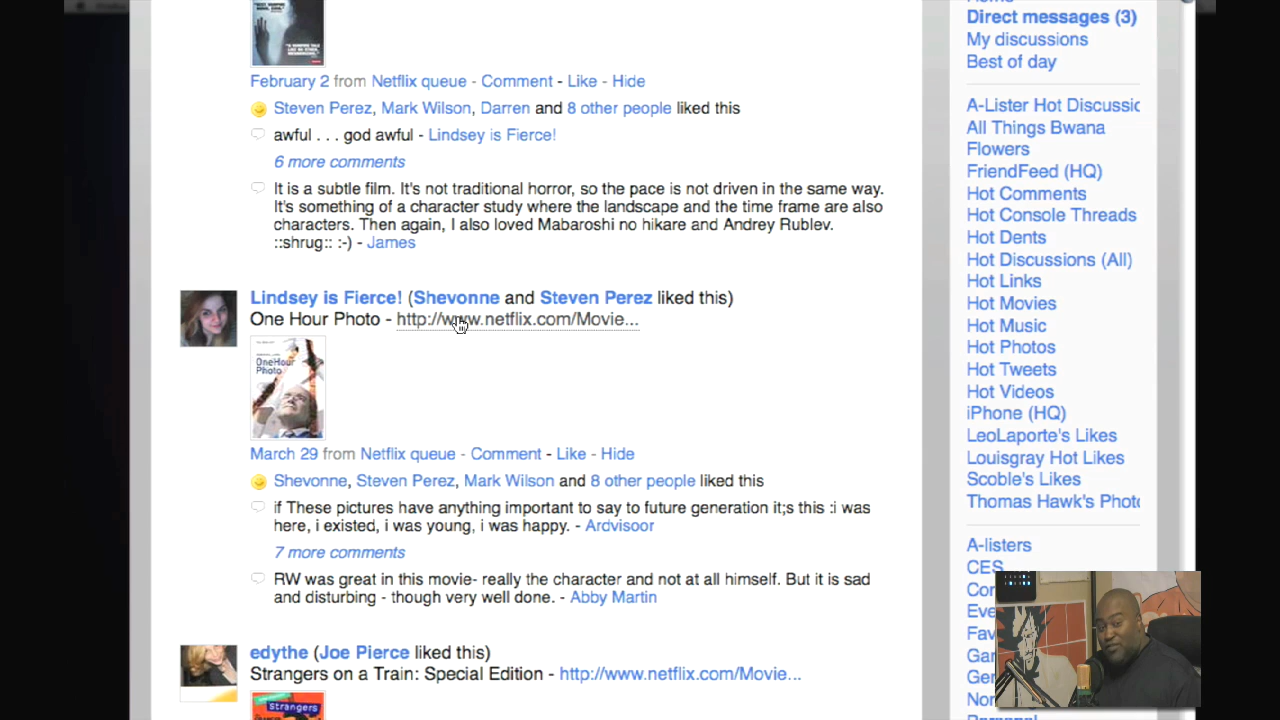 February 2 from Netflix queue - Comment - Like - Hide
Steven Perez, Mark Wilson, Darren and 8 other people liked this
awful . . . god awful - Lindsey is Fierce!
6 more comments
It is a subtle film. It's not traditional horror, so the pace is not driven in the same way.
It's something of a character study where the landscape and the time frame are also
characters. Then again, I also loved Mabaroshi no hikare and Andrey Rublev.
::shrug:: :-) - James
Lindsey is Fierce! (Shevonne and Steven Perez liked this)
One Hour Photo - http://www.netflix.com/Movie...
OneHour
Photo
March 29 from Netflix queue - Comment - Like - Hide
Shevonne, Steven Perez, Mark Wilson and 8 other people liked this
if These pictures have anything important to say to future generation it;s this :i was
here, i existed, i was young, i was happy. - Ardvisoor
7 more comments
RW was great in this movie- really the character and not at all himself. But it is sad
and disturbing - though very well done. - Abby Martin
edythe (Joe Pierce liked this)
Strangers on a Train: Special Edition - http://www.netflix.com/Movie...
strangers
Direct messages (3)
My discussions
Best of day
A-Lister Hot Discussic
All Things Bwana
Flowers
FriendFeed (HQ)
Hot Comments
Hot Console Threads
Hot Dents
Hot Discussions (All)
Hot Links
Hot Movies
Hot Music
Hot Photos
Hot Tweets
Hot Videos
iPhone (HQ)
LeoLaporte's Likes
Louisgray Hot Likes
Scoble's Likes
Thomas Hawk's Photo
A-listers
CES
Cor
Eve
Fav
Gar
Ger
Nor